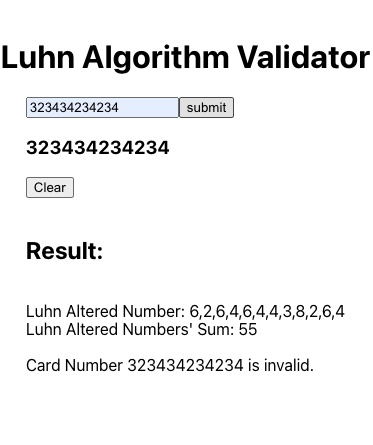 Luhn Algorithm Validator
323434234234 submit
323434234234
Clear
Result:
Luhn Altered Number: 6,2,6,4,6,4,4,3,8,2,6,4
Luhn Altered Numbers' Sum: 55
Card Number 323434234234 is invalid.